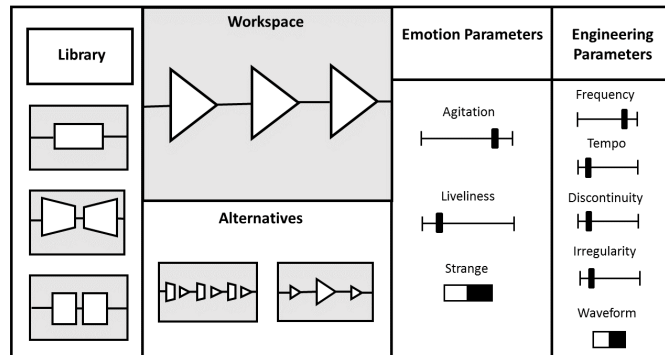 Library
Workspace
Alternatives
Emotion Parameters
Agitation
Liveliness
Strange
Engineering
Parameters
Frequency
Tempo
Discontinuity
Irregularity
Waveform